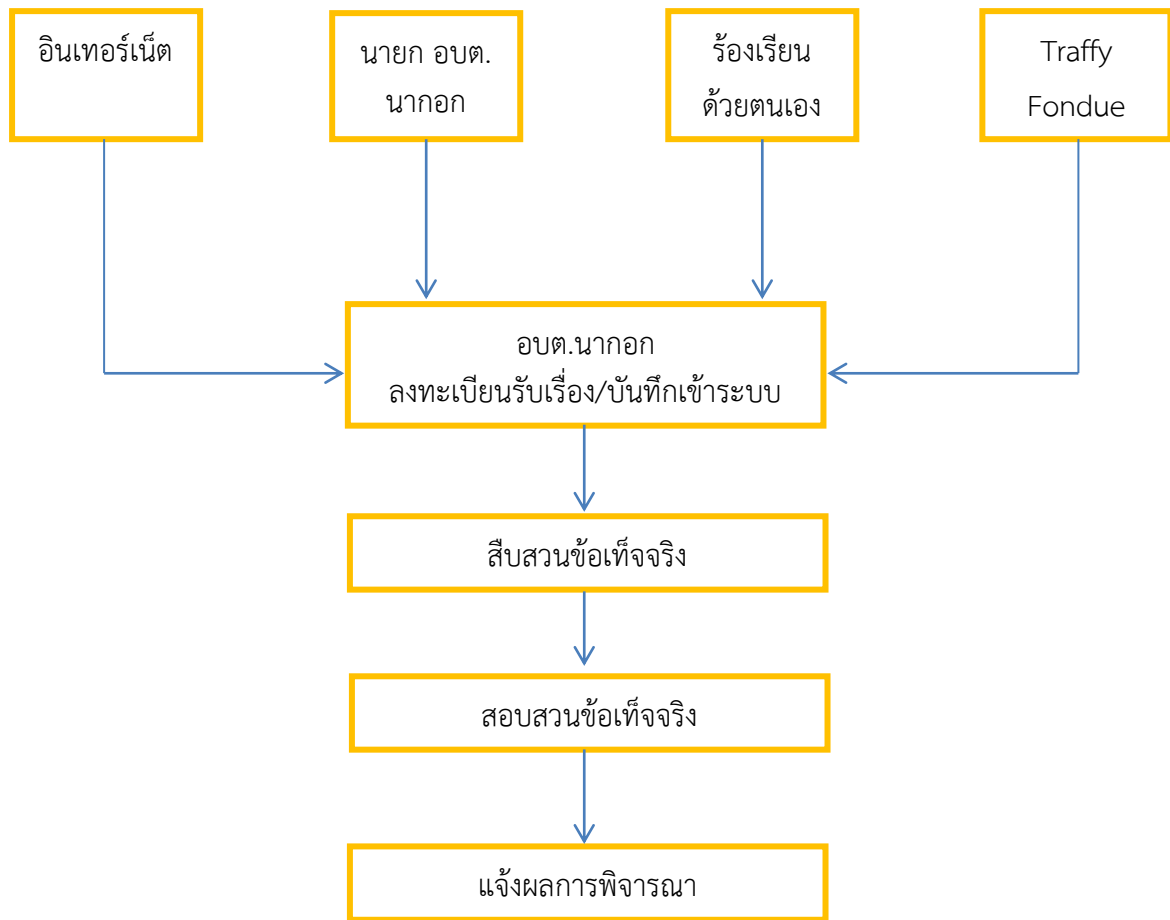 อินเทอร์เน็ต
นายก อบต.
นากอก
ร้องเรียน
ด้วยตนเอง
Traffy
Fondue
อบต.นากอก
ลงทะเบียนรับเรื่อง/บันทึกเข้าระบบ
สืบสวนข้อเท็จจริง
สอบสวนข้อเท็จจริง
แจ้งผลการพิจารณา